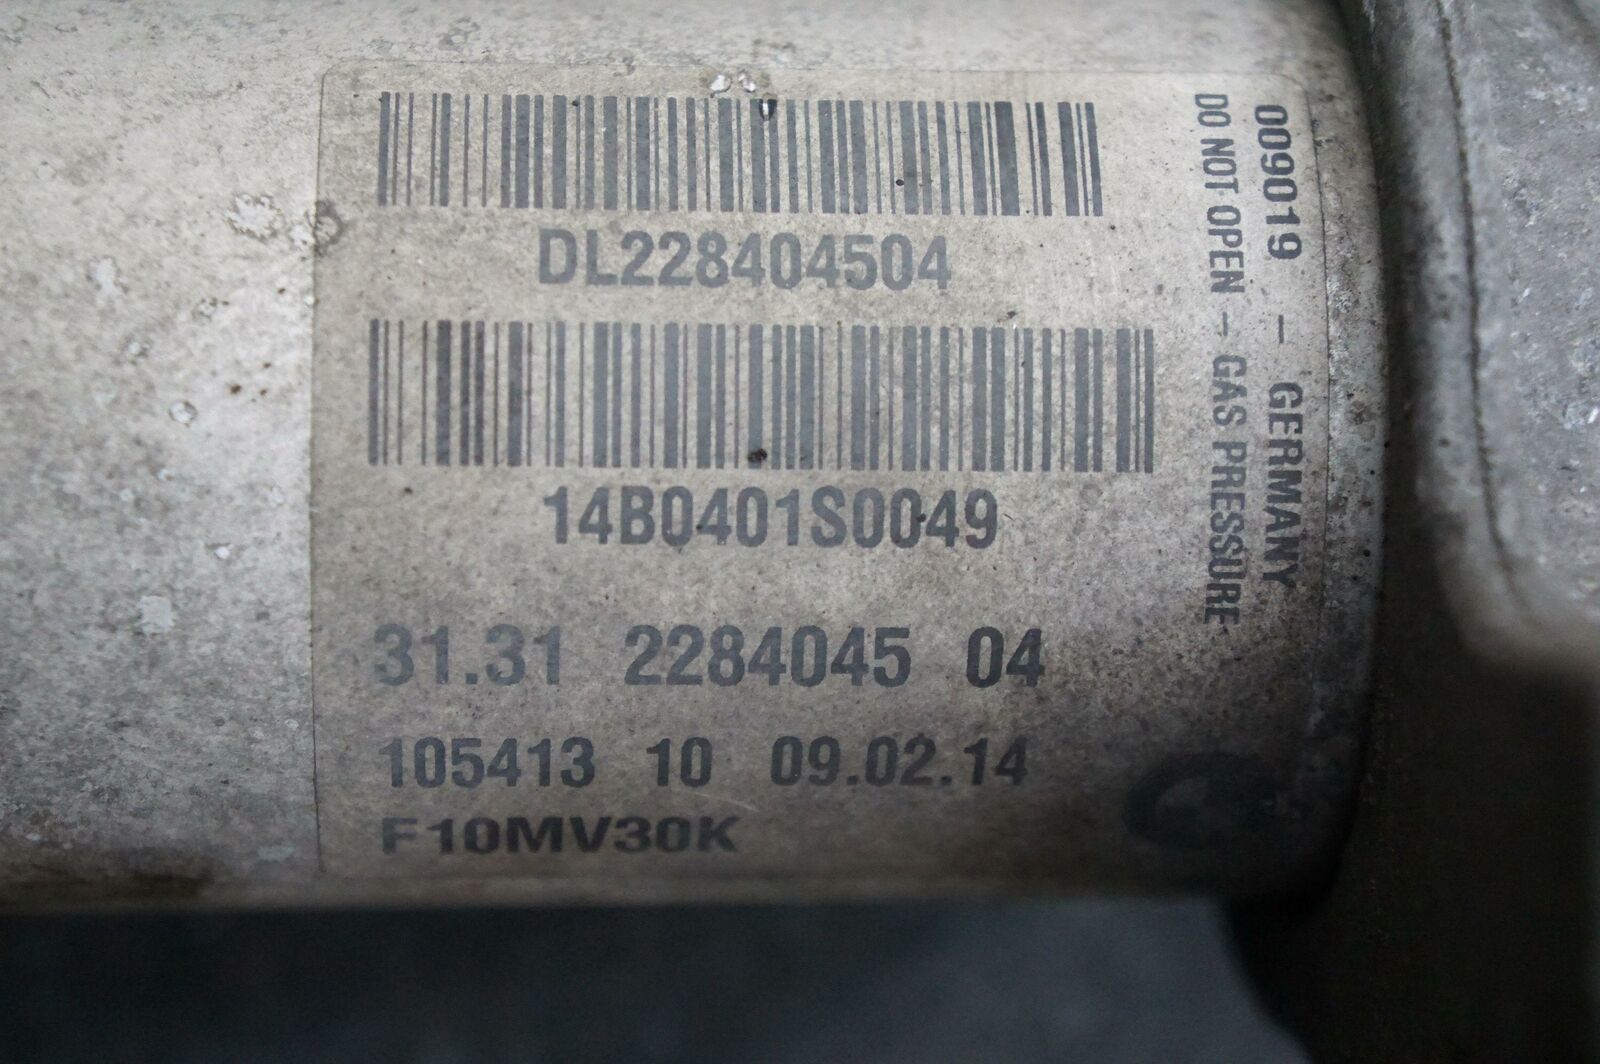 DL228404504
14B0401S0049
31.31 2284045 04
105413 10 09.02.14
F10MV30K
009019 - GERMANY
DO NOT OPEN - GAS PRESSURE